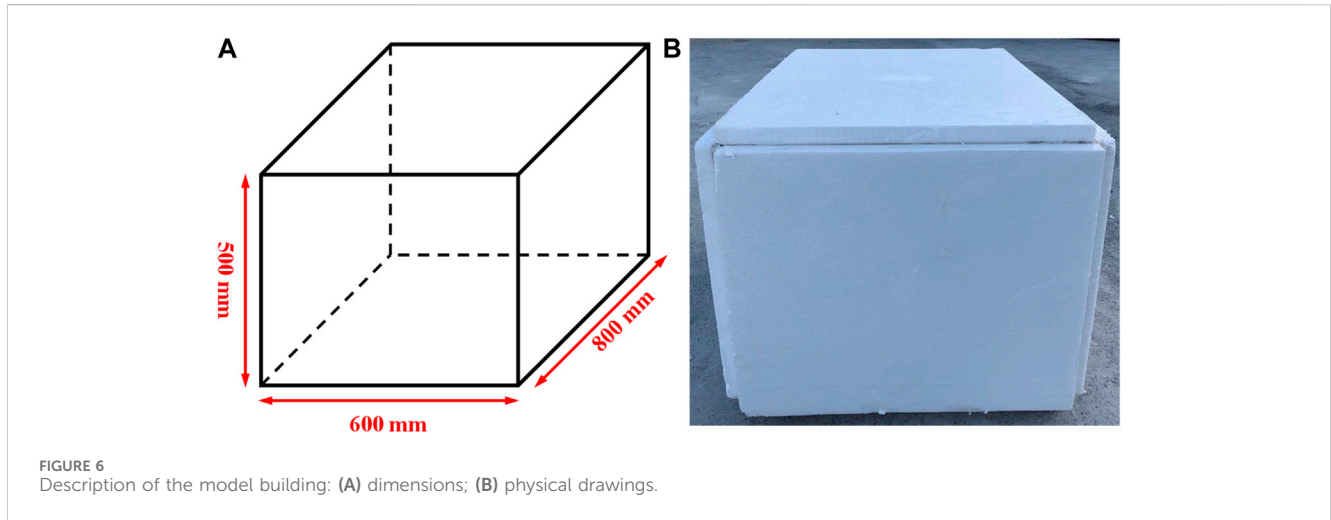 A
B
500 mm
800 mm
600 mm
FIGURE 6
Description of the model building: (A) dimensions; (B) physical drawings.